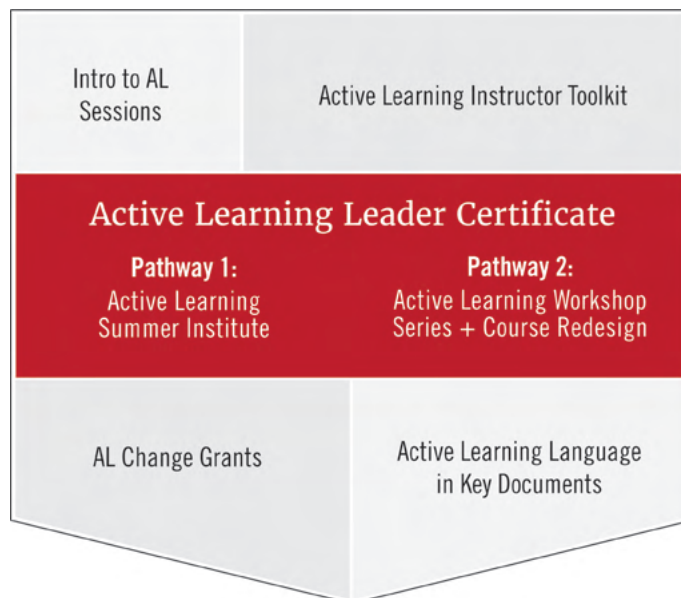 Intro to AL
Sessions
Active Learning Instructor Toolkit
Active Learning Leader Certificate
Pathway 1:
Active Learning
Summer Institute
Pathway 2:
Active Learning Workshop
Series + Course Redesign
AL Change Grants
Active Learning Language
in Key Documents